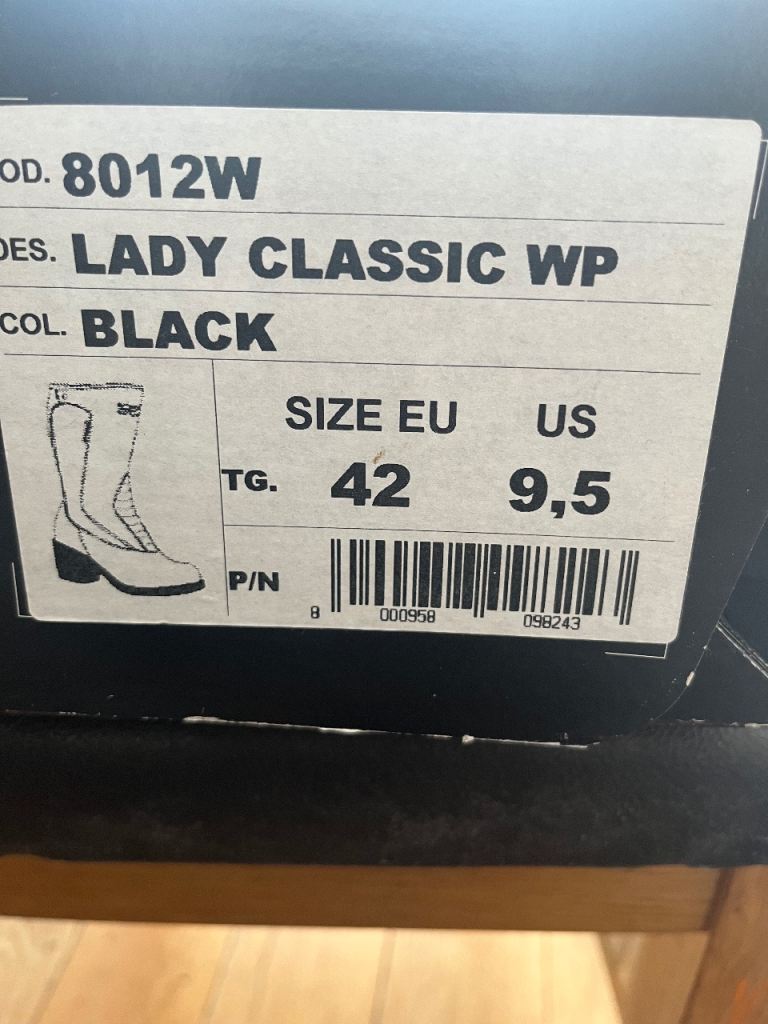 OD. 8012W
DES. LADY CLASSIC WP
COL. BLACK
SIZE EU US
TG. 42 9,5
P/N
8 000958 098243